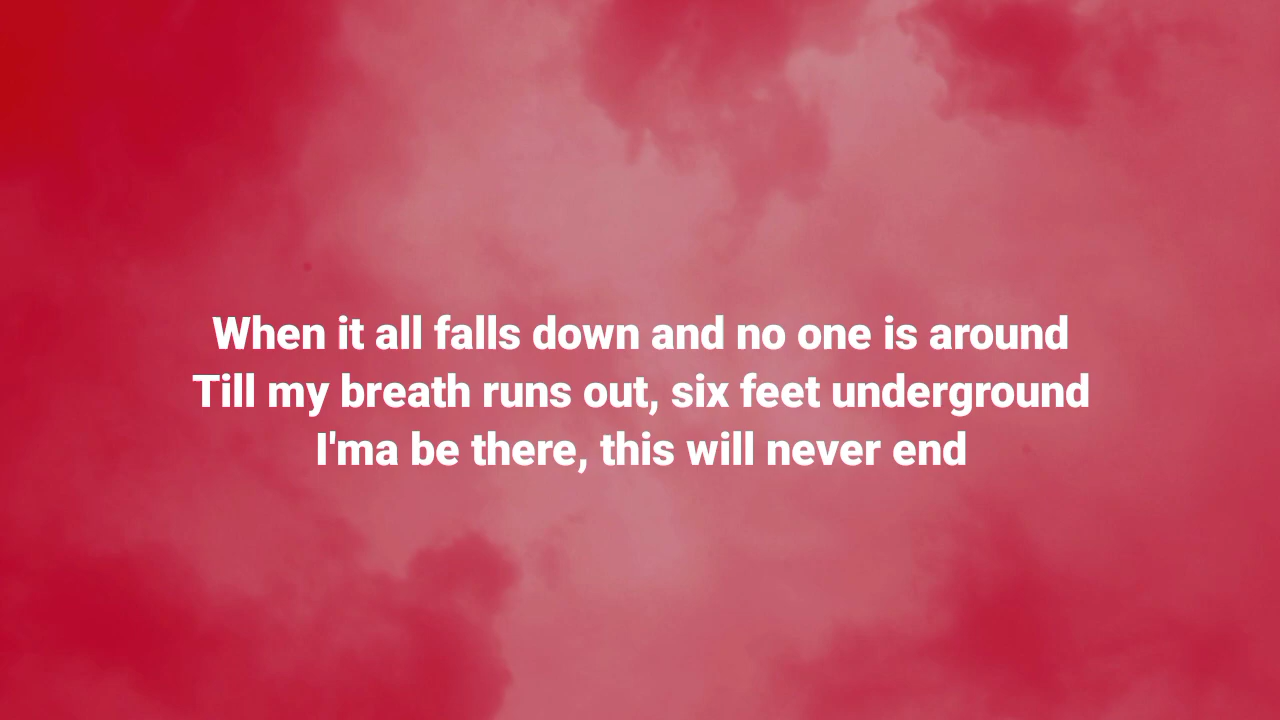 When it all falls down and no one is around
Till my breath runs out, six feet underground
I'ma be there, this will never end